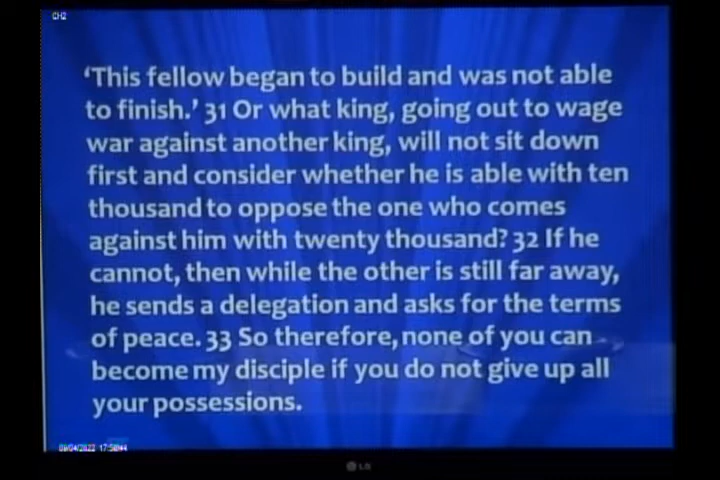 CH2
‘This fellow began to build and was not able
to finish.’ 31 Or what king, going out to wage
war against another king, will not sit down
first and consider whether he is able with ten
thousand to oppose the one who comes
against him with twenty thousand? 32 If he
cannot, then while the other is still far away,
he sends a delegation and asks for the terms
of peace. 33 So therefore, none of you can
become my disciple if you do not give up all
your possessions.
LG